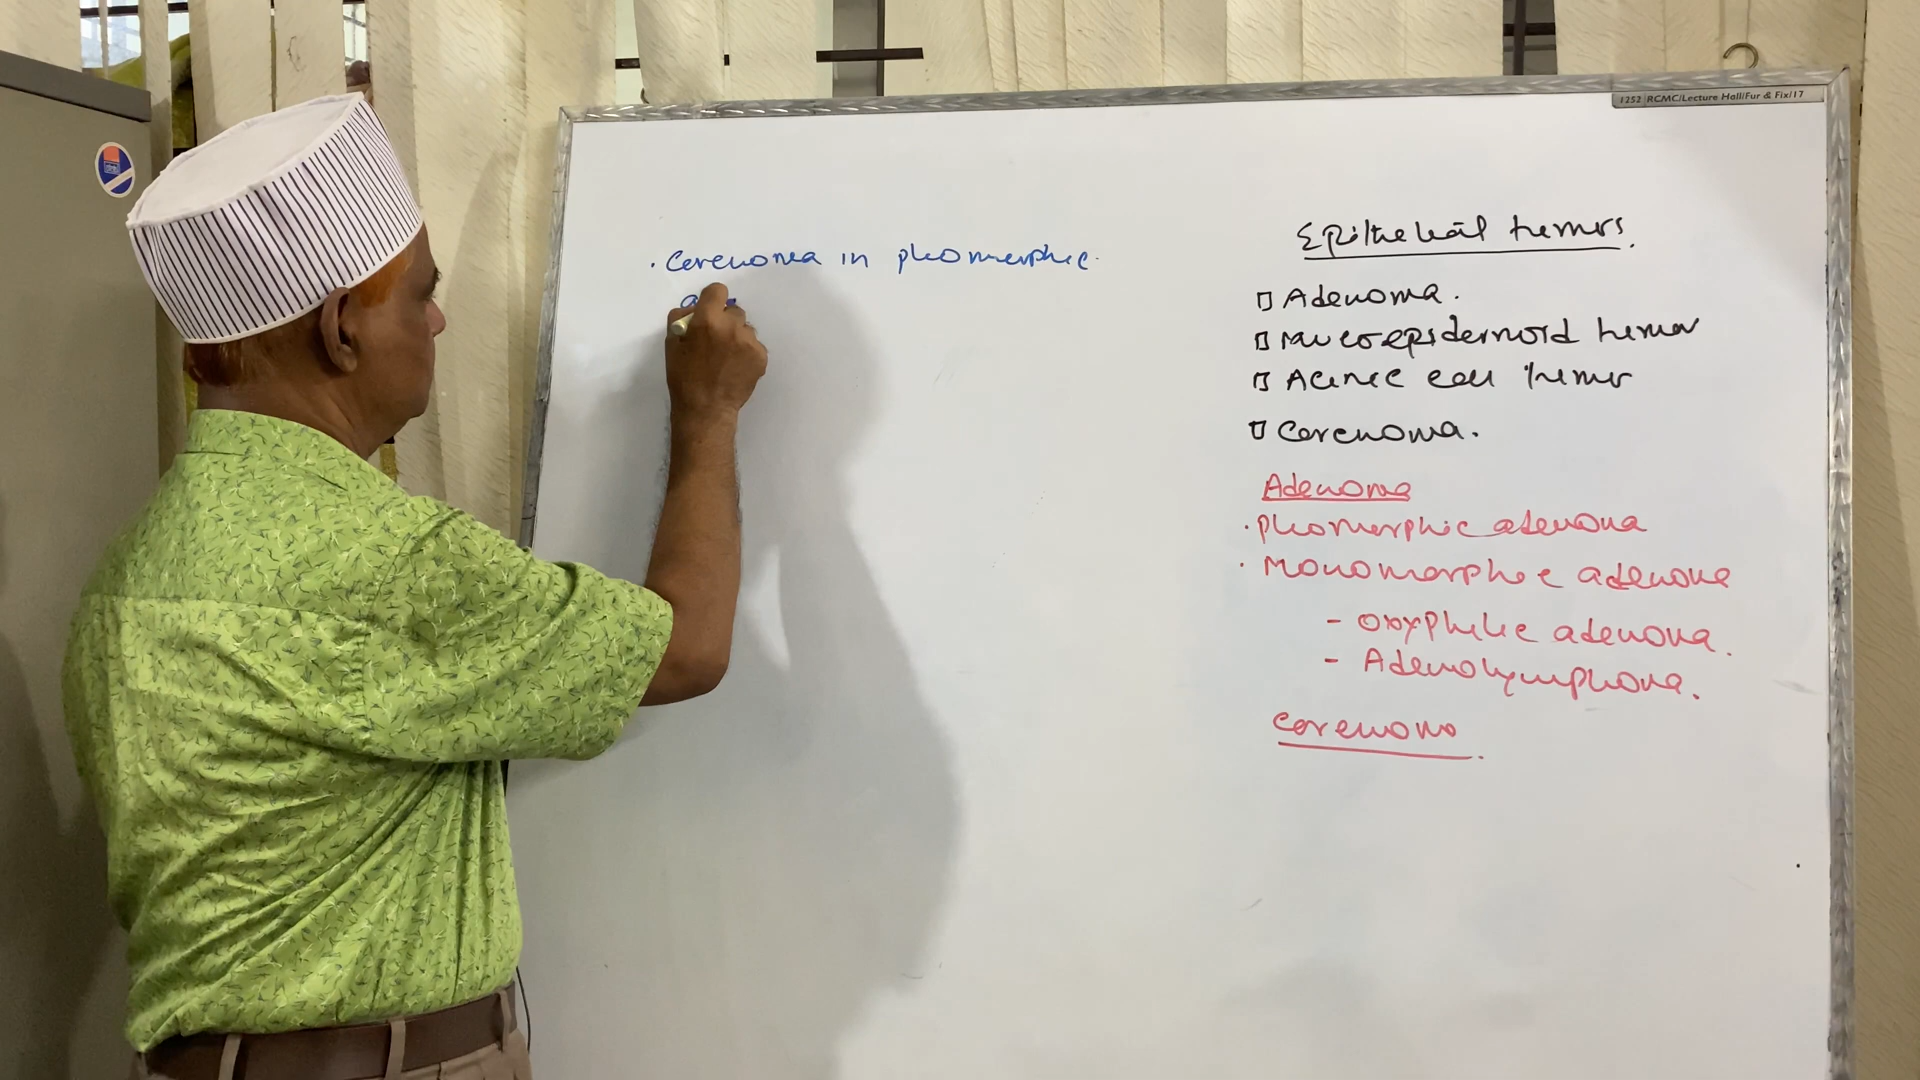 1252 RCMC/Lecture Hall/Fur & Fix/17
. Carcinoma in pleomorphic.
Epithelial tumors.
Adenoma.
Mucoepidermoid tumor
Acinic cell tumor
Carcinoma.
Adenoma
. pleomorphic adenoma
. Monomorphic adenoma
- oxyphilic adenoma.
- Adenolymphoma.
Carcinoma.